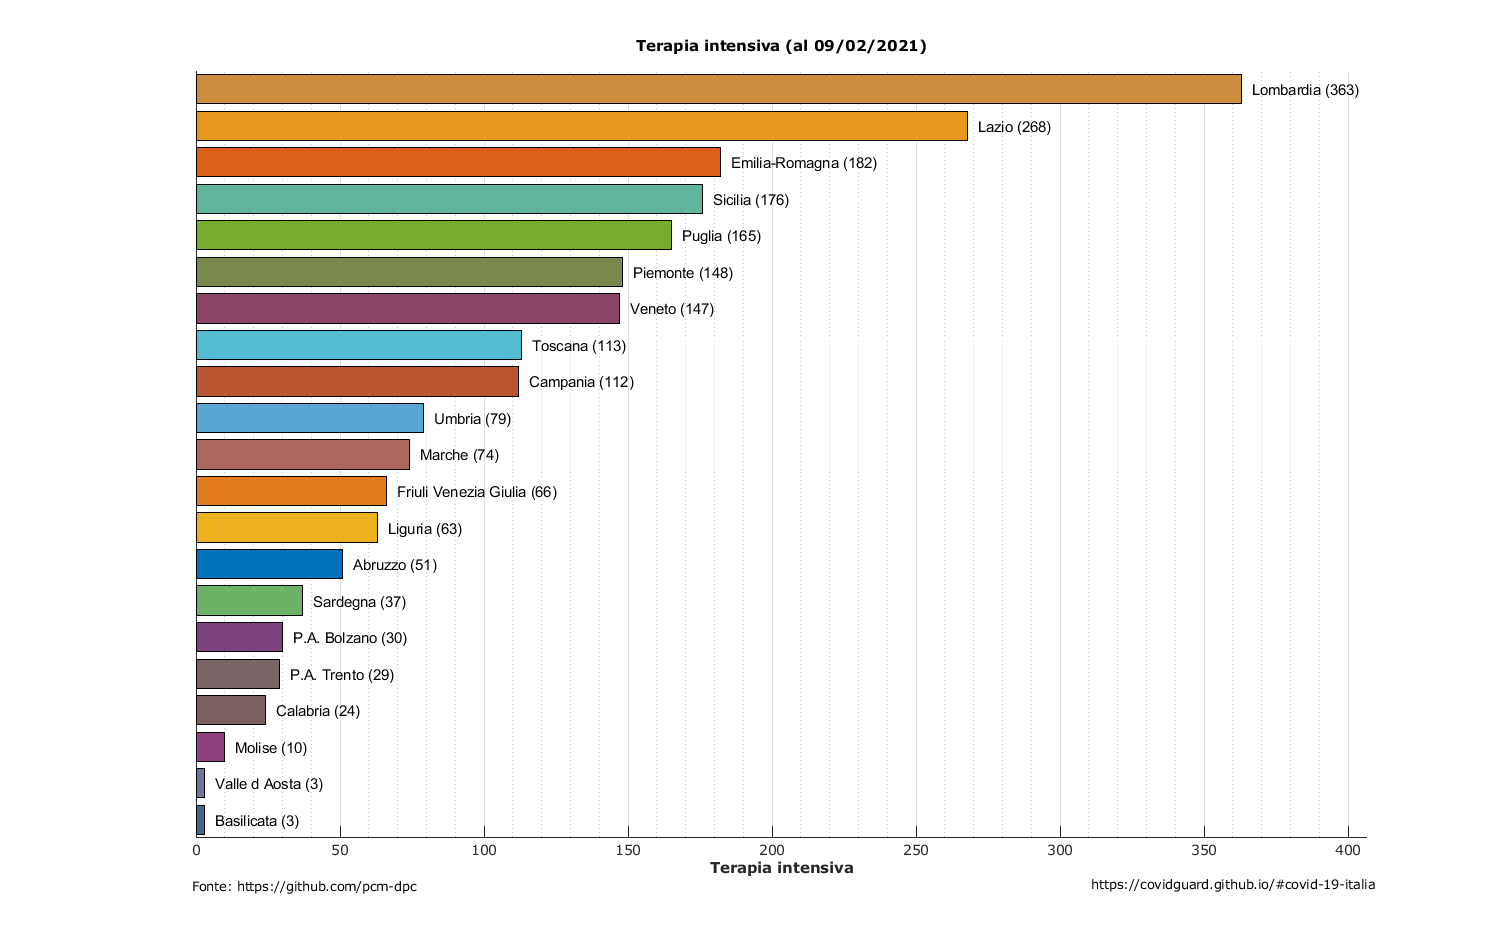 Terapia intensiva (al 09/02/2021)
Lombardia (363)
Lazio (268)
Emilia-Romagna (182)
Sicilia (176)
Puglia (165)
Piemonte (148)
Veneto (147)
Toscana (113)
Campania (112)
Umbria (79)
Marche (74)
Friuli Venezia Giulia (66)
Liguria (63)
Abruzzo (51)
Sardegna (37)
P.A. Bolzano (30)
P.A. Trento (29)
Calabria (24)
Molise (10)
Valle d Aosta (3)
Basilicata (3)
0 50 100 150 200 250 300 350 400
Terapia intensiva
Fonte: https://github.com/pcm-dpc
https://covidguard.github.io/#covid-19-italia